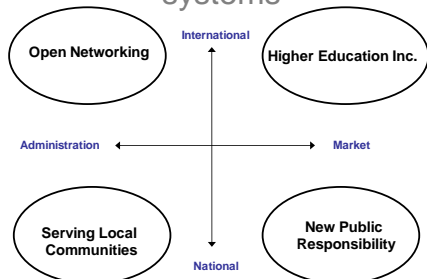 systems
International
Open Networking
Higher Education Inc.
Administration
Market
Serving Local
Communities
New Public
Responsibility
National